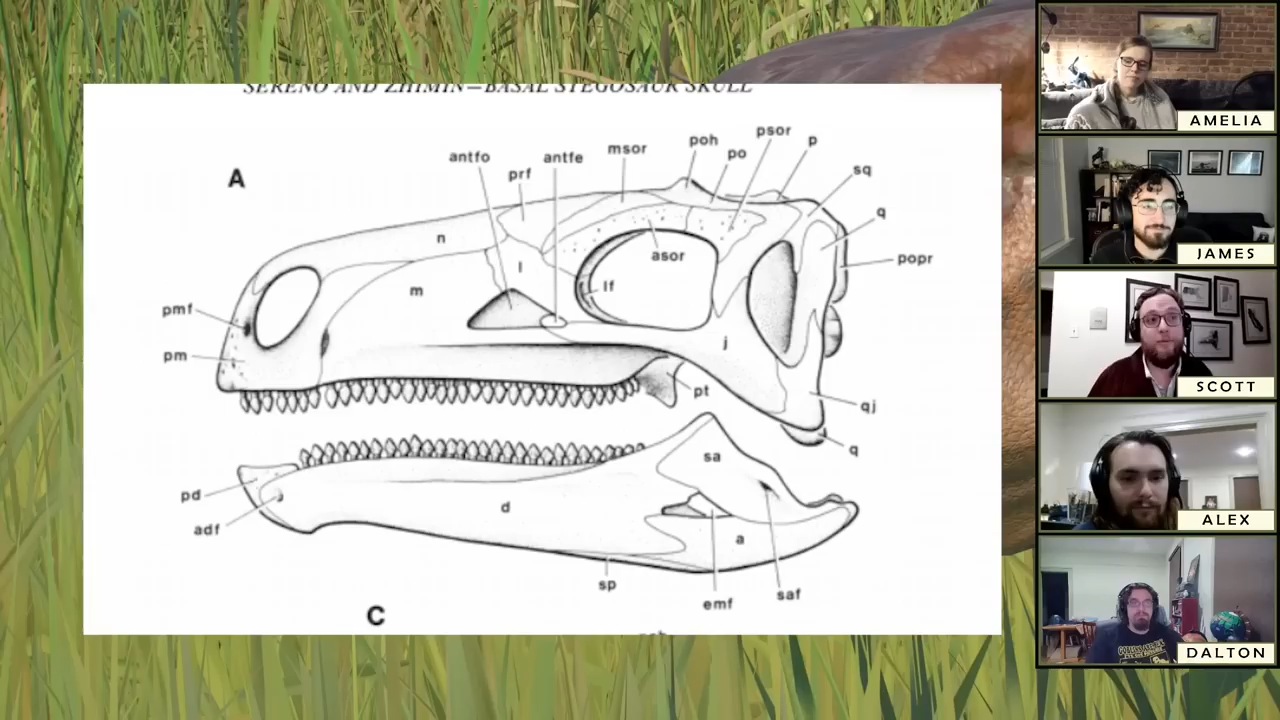 SERENO AND ZHIMIN—BASAL STEGOSAUR SKULL
A
antfo
prf
antfe
msor
poh
po
psor
p
sq
q
popr
n
l
asor
m
lf
pmf
pm
j
pt
qj
q
sa
pd
adf
d
a
sp
emf
saf
C
AMELIA
JAMES
SCOTT
ALEX
DALTON